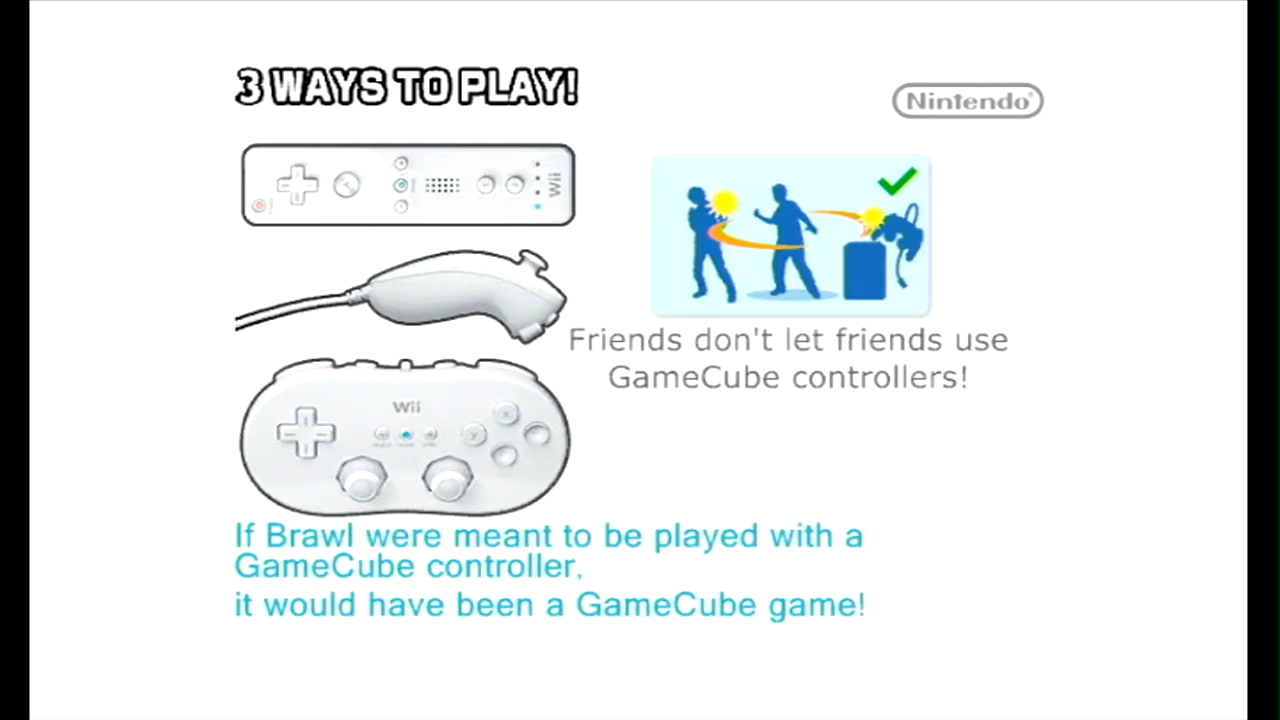 3 WAYS TO PLAY!
Nintendo®
Wii
Friends don't let friends use
GameCube controllers!
Wii
X
Y
If Brawl were meant to be played with a
GameCube controller,
it would have been a GameCube game!